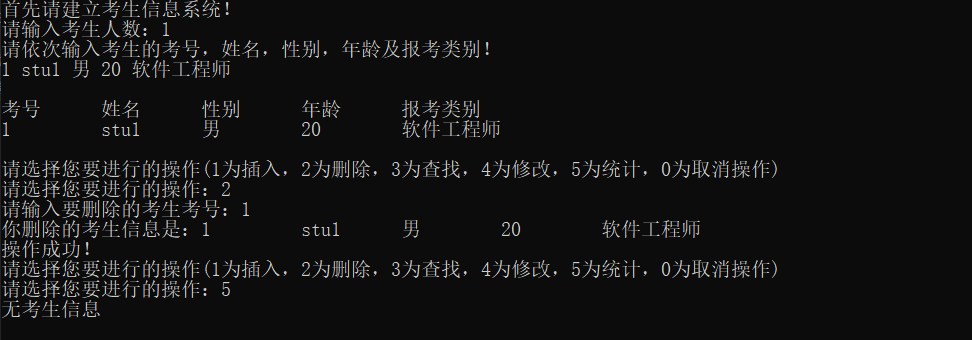 首先请建立考生信息系统！
请输入考生人数：1
请依次输入考生的考号，姓名，性别，年龄及报考类别！
1 stu1 男 20 软件工程师
考号 姓名 性别 年龄 报考类别
1 stu1 男 20 软件工程师
请选择您要进行的操作(1为插入，2为删除，3为查找，4为修改，5为统计，0为取消操作)
请选择您要进行的操作：2
请输入要删除的考生考号：1
你删除的考生信息是：1 stu1 男 20 软件工程师
操作成功！
请选择您要进行的操作(1为插入，2为删除，3为查找，4为修改，5为统计，0为取消操作)
请选择您要进行的操作：5
无考生信息